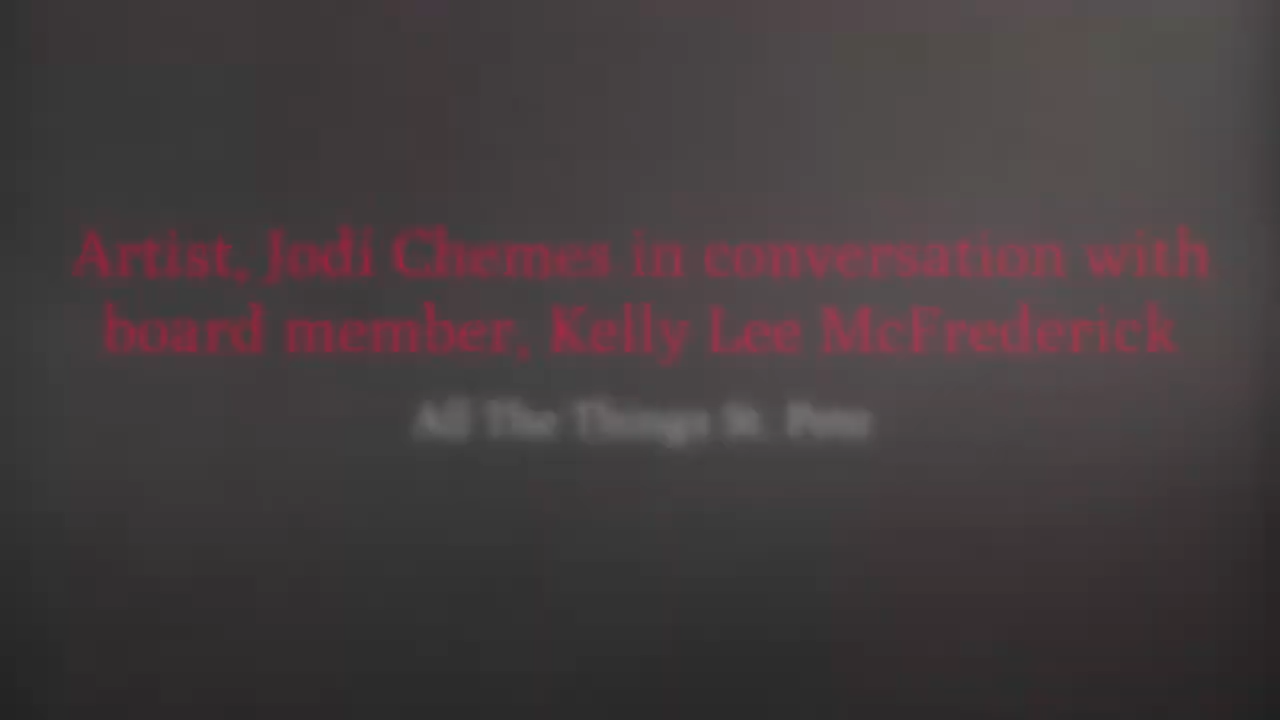 Artist, Jodi Chemes in conversation with
board member, Kelly Lee McFrederick
All The Things St. Pete